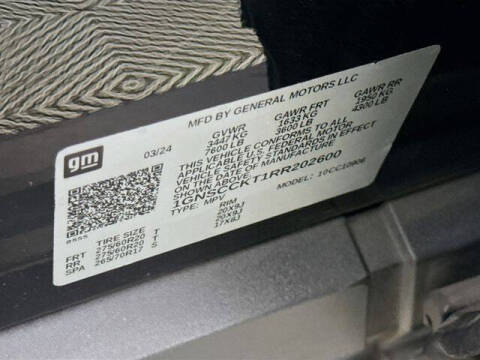 gm
03/24
MFD BY GENERAL MOTORS LLC
GVWR GAWR FRT GAWR RR
3447 KG 1633 KG 1950 KG
7600 LB 3600 LB 4300 LB
THIS VEHICLE CONFORMS TO ALL
APPLICABLE U.S. FEDERAL MOTOR
VEHICLE SAFETY STANDARDS IN EFFECT
ON THE DATE OF MANUFACTURE
SHOWN ABOVE
TYPE: MPV MODEL: 10CC10906
TIRE SIZE RIM
FRT 275/60R20 T 20X9J
RR 275/60R20 T 20X9J
SPA 265/70R17 S 17X8J